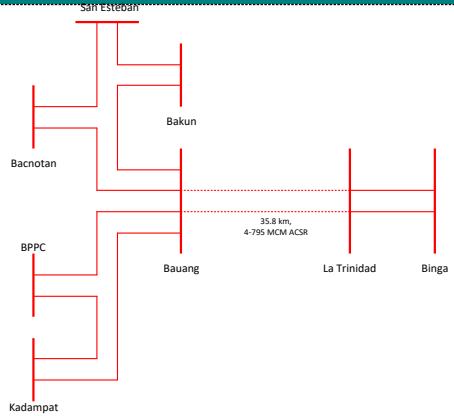 San Esteban
Bakun
Bacnotan
35.8 km,
4-795 MCM ACSR
BPPC
Bauang
La Trinidad
Binga
Kadampat